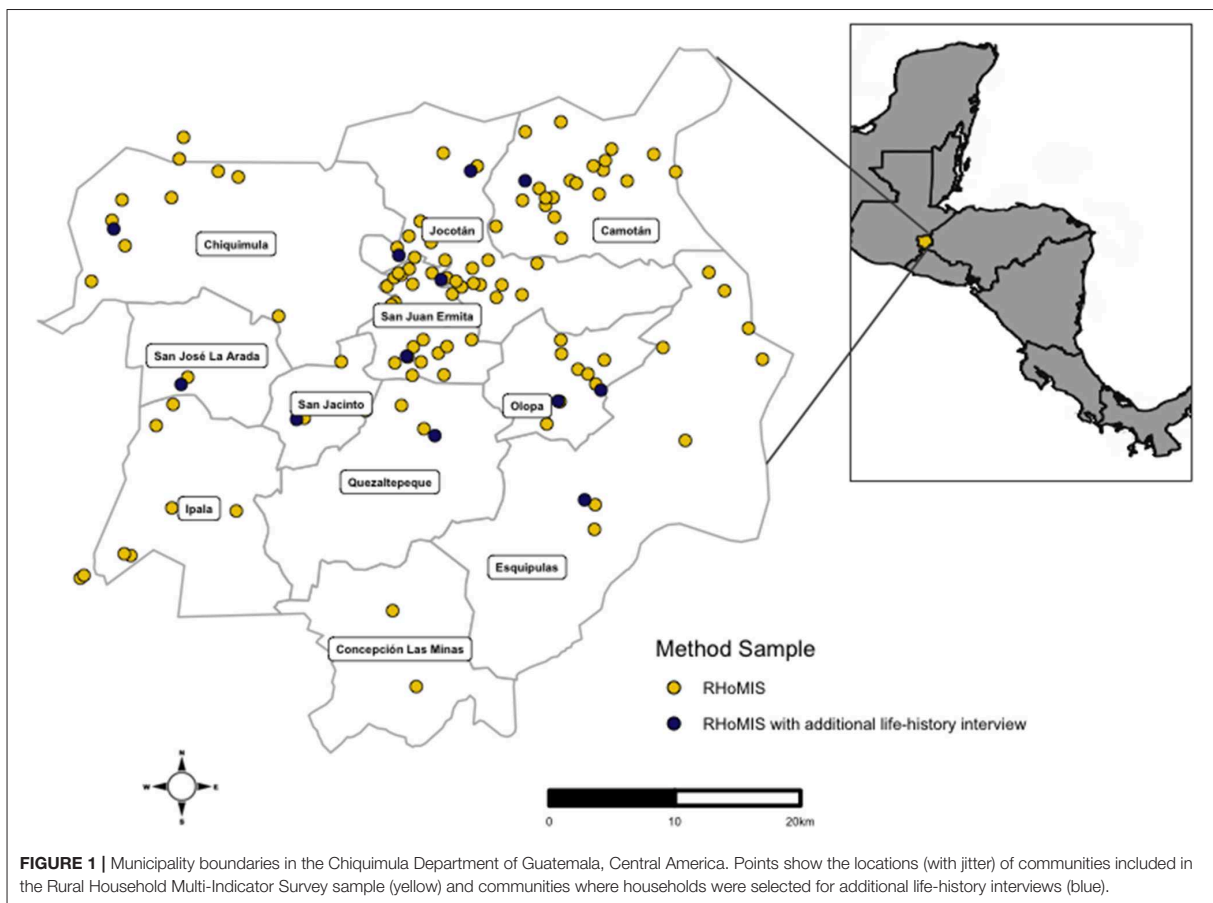 Jocotán
Camotán
Chiquimula
San Juan Ermita
San José La Arada
San Jacinto
Olopa
Quezaltepeque
Ipala
Esquipulas
Concepción Las Minas
Method Sample
RHoMIS
RHoMIS with additional life-history interview
N
W
E
S
0
10
20km
FIGURE 1 | Municipality boundaries in the Chiquimula Department of Guatemala, Central America. Points show the locations (with jitter) of communities included in
the Rural Household Multi-Indicator Survey sample (yellow) and communities where households were selected for additional life-history interviews (blue).